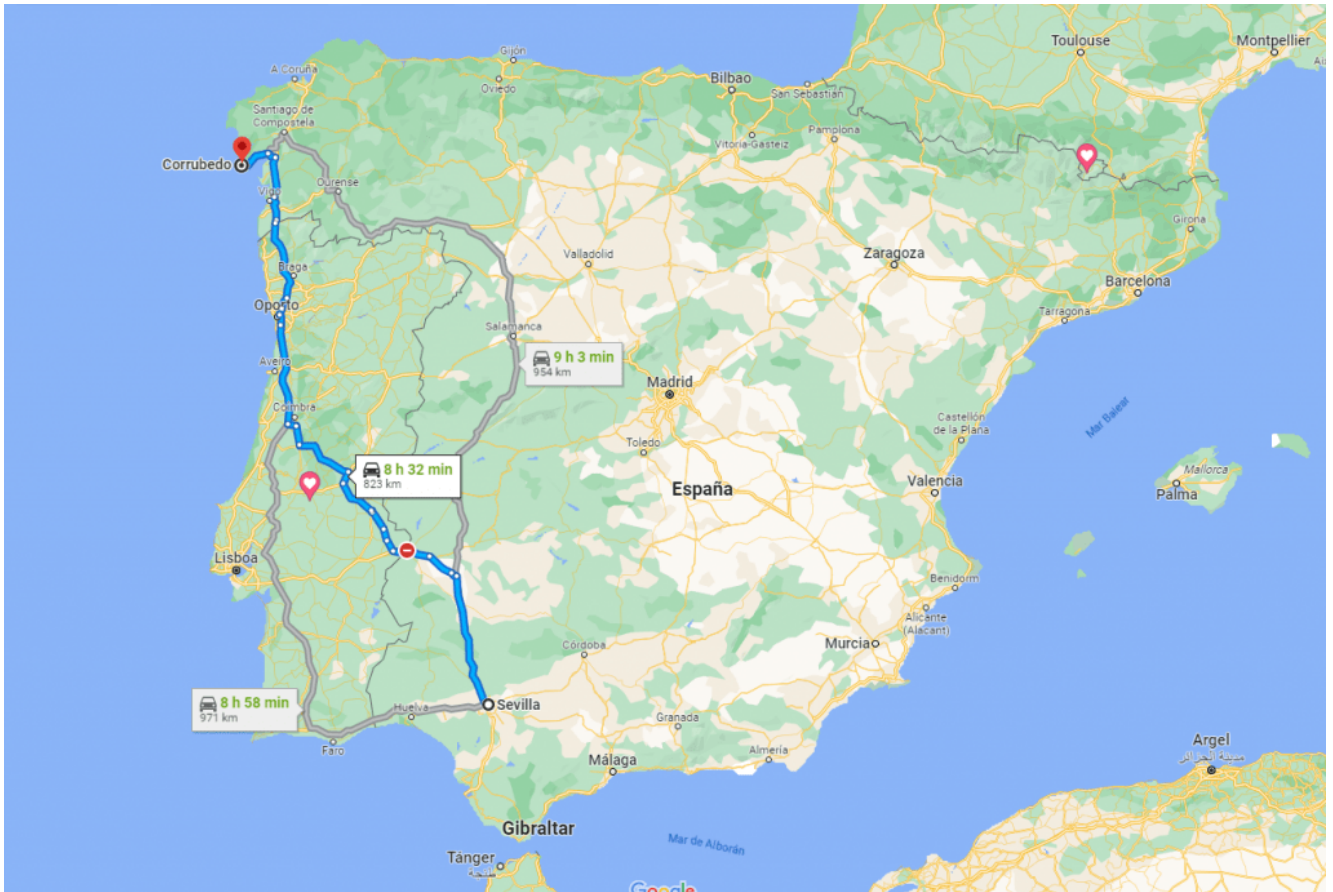 Toulouse
Montpellier
Gijón
A Coruña
Oviedo
Bilbao
San Sebastián
Santiago de
Compostela
Pamplona
Vitoria-Gasteiz
Corrubedo
Vigo
Ourense
Girona
Braga
Valladolid
Zaragoza
Barcelona
Oporto
Tarragona
Salamanca
9 h 3 min
954 km
Aveiro
Madrid
Coimbra
Castellón
de la Plana
Mar Balear
Toledo
8 h 32 min
823 km
España
Valencia
Mallorca
Palma
Lisboa
Benidorm
Alicante
(Alacant)
Córdoba
Murcia
8 h 58 min
971 km
Huelva
Sevilla
Granada
Faro
Almería
Málaga
Argel
مدينة الجزائر
Gibraltar
Mar de Alborán
Tánger
طنجة
Google